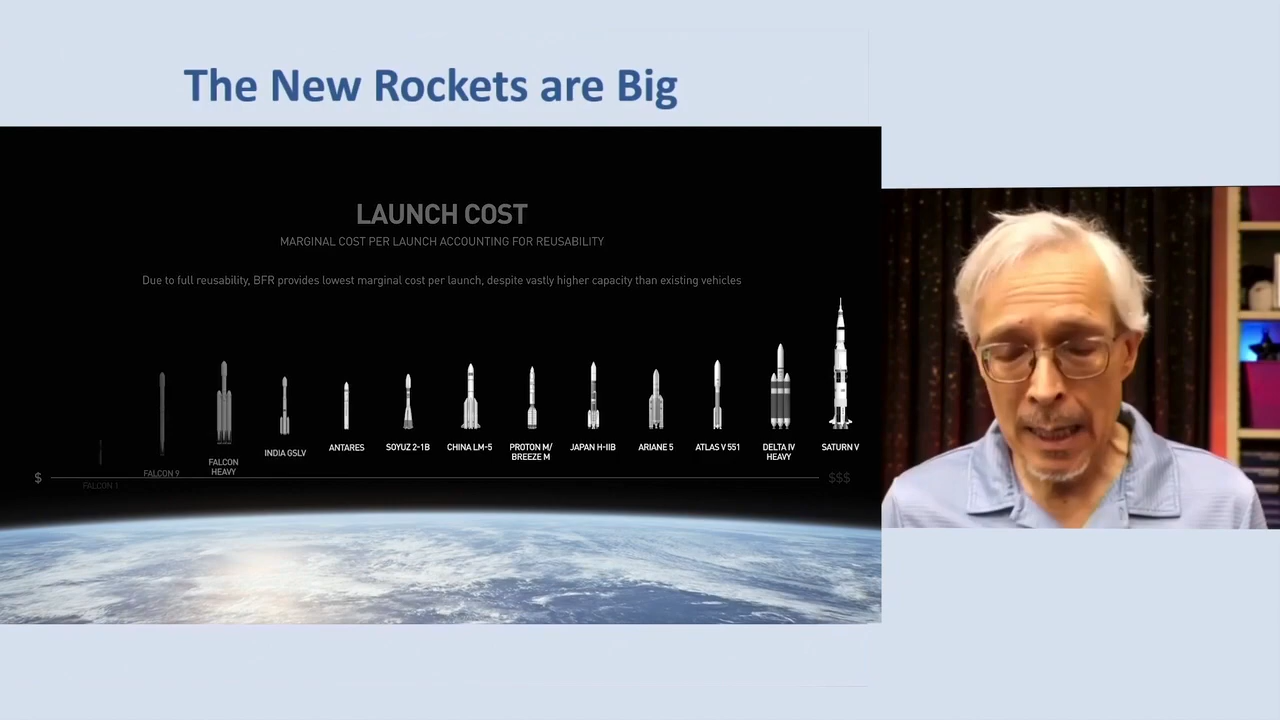 The New Rockets are Big
LAUNCH COST
MARGINAL COST PER LAUNCH ACCOUNTING FOR REUSABILITY
Due to full reusability, BFR provides lowest marginal cost per launch, despite vastly higher capacity than existing vehicles
FALCON 1
FALCON 9
FALCON
HEAVY
INDIA GSLV
ANTARES
SOYUZ 2-1B
CHINA LM-5
PROTON M/
BREEZE M
JAPAN H-IIB
ARIANE 5
ATLAS V 551
DELTA IV
HEAVY
SATURN V
$
$$$